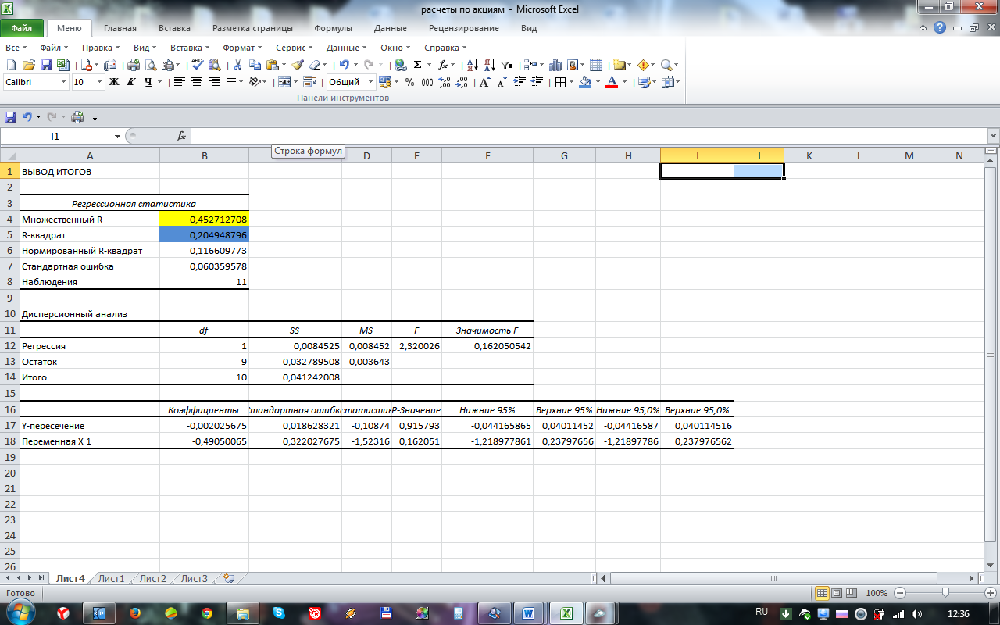 расчеты по акциям - Microsoft Excel
Файл Меню Главная Вставка Разметка страницы Формулы Данные Рецензирование Вид
Все Файл Правка Вид Вставка Формат Сервис Данные Окно Справка
Calibri 10 Ж К Ч Общий % 000
Панели инструментов
I1 fx
Строка формул
A B C D E F G H I J K L M N
1 ВЫВОД ИТОГОВ
2
3 Регрессионная статистика
4 Множественный R 0,452712708
5 R-квадрат 0,204948796
6 Нормированный R-квадрат 0,116609773
7 Стандартная ошибка 0,060359578
8 Наблюдения 11
9
10 Дисперсионный анализ
11 df SS MS F Значимость F
12 Регрессия 1 0,0084525 0,008452 2,320026 0,162050542
13 Остаток 9 0,032789508 0,003643
14 Итого 10 0,041242008
15
16 Коэффициенты тандартная ошибк статистик P-Значение Нижние 95% Верхние 95% Нижние 95,0% Верхние 95,0%
17 Y-пересечение -0,002025675 0,018628321 -0,10874 0,915793 -0,044165865 0,04011452 -0,04416587 0,040114516
18 Переменная X 1 -0,49050065 0,322027675 -1,52316 0,162051 -1,218977861 0,23797656 -1,21897786 0,237976562
19
20
21
22
23
24
25
26
Лист4 Лист1 Лист2 Лист3
Готово 100%
RU 12:36